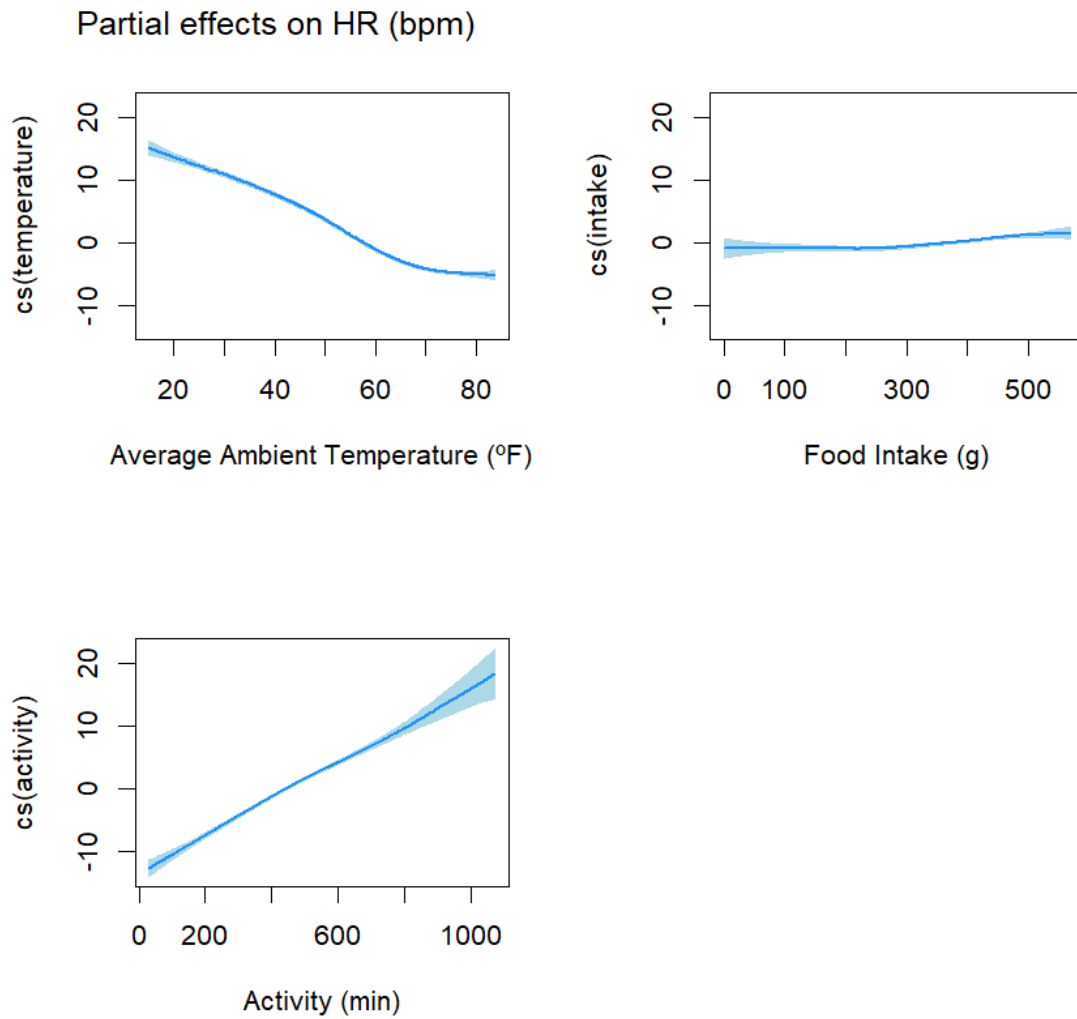 Partial effects on HR (bpm)
cs(temperature)
20
10
0
-10
20 40 60 80
Average Ambient Temperature (ºF)
cs(intake)
20
10
0
-10
0 100 300 500
Food Intake (g)
cs(activity)
20
10
0
-10
0 200 600 1000
Activity (min)